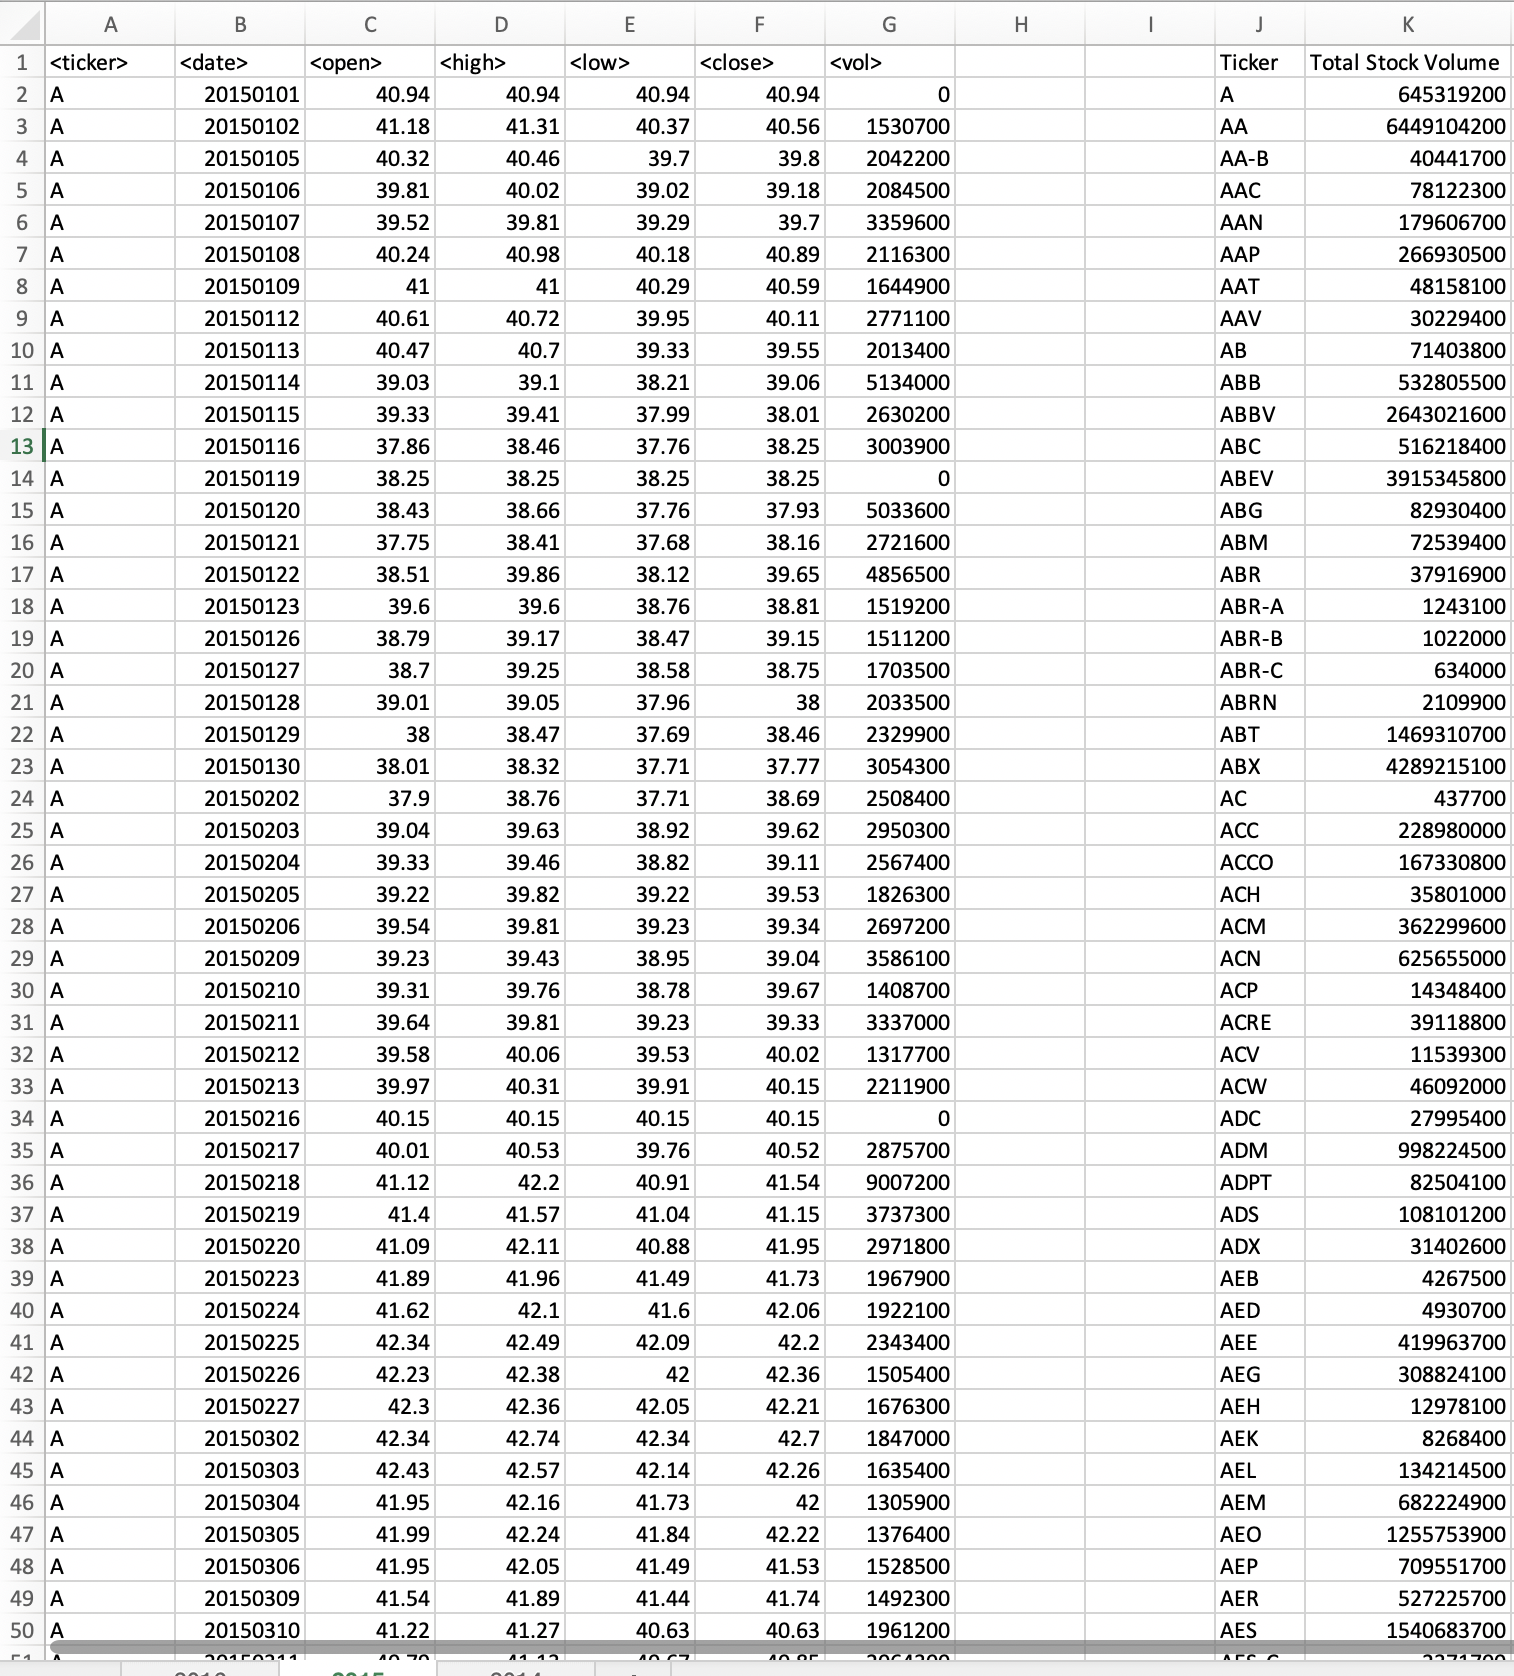 A B C D E F G H I J K
1 <ticker> <date> <open> <high> <low> <close> <vol> Ticker Total Stock Volume
2 A 20150101 40.94 40.94 40.94 40.94 0 A 645319200
3 A 20150102 41.18 41.31 40.37 40.56 1530700 AA 6449104200
4 A 20150105 40.32 40.46 39.7 39.8 2042200 AA-B 40441700
5 A 20150106 39.81 40.02 39.02 39.18 2084500 AAC 78122300
6 A 20150107 39.52 39.81 39.29 39.7 3359600 AAN 179606700
7 A 20150108 40.24 40.98 40.18 40.89 2116300 AAP 266930500
8 A 20150109 41 41 40.29 40.59 1644900 AAT 48158100
9 A 20150112 40.61 40.72 39.95 40.11 2771100 AAV 30229400
10 A 20150113 40.47 40.7 39.33 39.55 2013400 AB 71403800
11 A 20150114 39.03 39.1 38.21 39.06 5134000 ABB 532805500
12 A 20150115 39.33 39.41 37.99 38.01 2630200 ABBV 2643021600
13 A 20150116 37.86 38.46 37.76 38.25 3003900 ABC 516218400
14 A 20150119 38.25 38.25 38.25 38.25 0 ABEV 3915345800
15 A 20150120 38.43 38.66 37.76 37.93 5033600 ABG 82930400
16 A 20150121 37.75 38.41 37.68 38.16 2721600 ABM 72539400
17 A 20150122 38.51 39.86 38.12 39.65 4856500 ABR 37916900
18 A 20150123 39.6 39.6 38.76 38.81 1519200 ABR-A 1243100
19 A 20150126 38.79 39.17 38.47 39.15 1511200 ABR-B 1022000
20 A 20150127 38.7 39.25 38.58 38.75 1703500 ABR-C 634000
21 A 20150128 39.01 39.05 37.96 38 2033500 ABRN 2109900
22 A 20150129 38 38.47 37.69 38.46 2329900 ABT 1469310700
23 A 20150130 38.01 38.32 37.71 37.77 3054300 ABX 4289215100
24 A 20150202 37.9 38.76 37.71 38.69 2508400 AC 437700
25 A 20150203 39.04 39.63 38.92 39.62 2950300 ACC 228980000
26 A 20150204 39.33 39.46 38.82 39.11 2567400 ACCO 167330800
27 A 20150205 39.22 39.82 39.22 39.53 1826300 ACH 35801000
28 A 20150206 39.54 39.81 39.23 39.34 2697200 ACM 362299600
29 A 20150209 39.23 39.43 38.95 39.04 3586100 ACN 625655000
30 A 20150210 39.31 39.76 38.78 39.67 1408700 ACP 14348400
31 A 20150211 39.64 39.81 39.23 39.33 3337000 ACRE 39118800
32 A 20150212 39.58 40.06 39.53 40.02 1317700 ACV 11539300
33 A 20150213 39.97 40.31 39.91 40.15 2211900 ACW 46092000
34 A 20150216 40.15 40.15 40.15 40.15 0 ADC 27995400
35 A 20150217 40.01 40.53 39.76 40.52 2875700 ADM 998224500
36 A 20150218 41.12 42.2 40.91 41.54 9007200 ADPT 82504100
37 A 20150219 41.4 41.57 41.04 41.15 3737300 ADS 108101200
38 A 20150220 41.09 42.11 40.88 41.95 2971800 ADX 31402600
39 A 20150223 41.89 41.96 41.49 41.73 1967900 AEB 4267500
40 A 20150224 41.62 42.1 41.6 42.06 1922100 AED 4930700
41 A 20150225 42.34 42.49 42.09 42.2 2343400 AEE 419963700
42 A 20150226 42.23 42.38 42 42.36 1505400 AEG 308824100
43 A 20150227 42.3 42.36 42.05 42.21 1676300 AEH 12978100
44 A 20150302 42.34 42.74 42.34 42.7 1847000 AEK 8268400
45 A 20150303 42.43 42.57 42.14 42.26 1635400 AEL 134214500
46 A 20150304 41.95 42.16 41.73 42 1305900 AEM 682224900
47 A 20150305 41.99 42.24 41.84 42.22 1376400 AEO 1255753900
48 A 20150306 41.95 42.05 41.49 41.53 1528500 AEP 709551700
49 A 20150309 41.54 41.89 41.44 41.74 1492300 AER 527225700
50 A 20150310 41.22 41.27 40.63 40.63 1961200 AES 1540683700